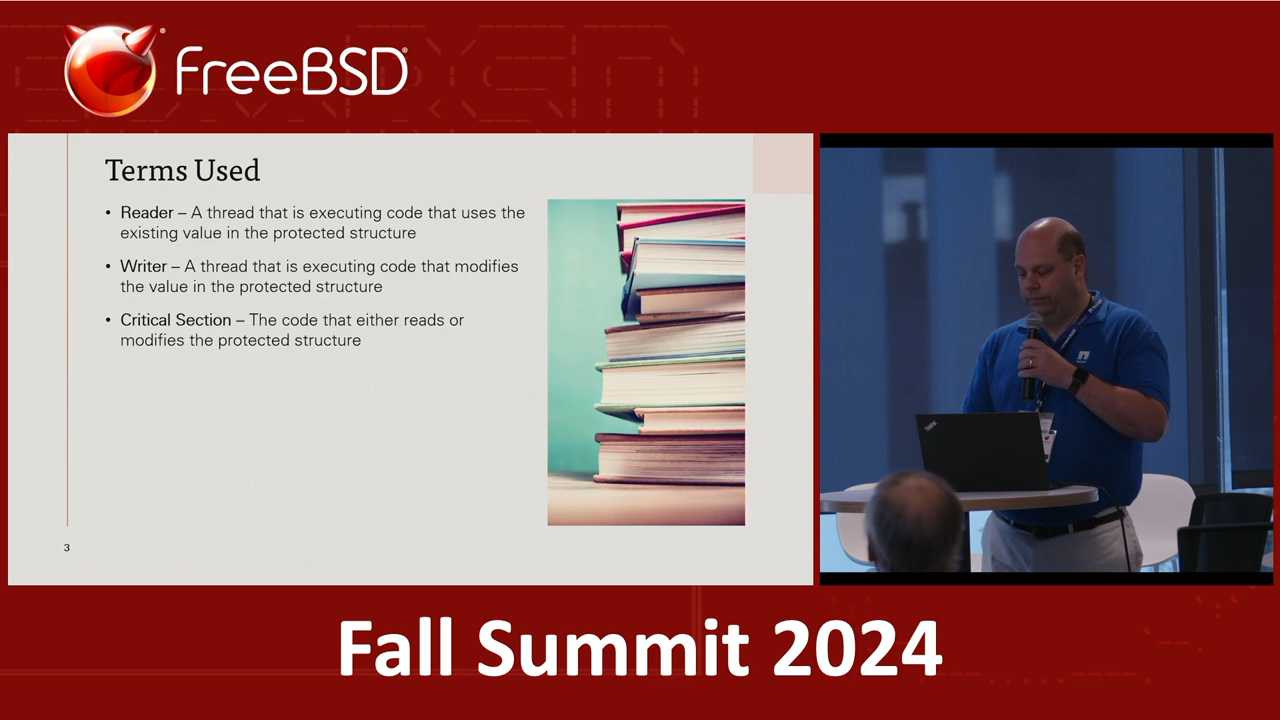 FreeBSD®
Terms Used
• Reader – A thread that is executing code that uses the
existing value in the protected structure
• Writer – A thread that is executing code that modifies
the value in the protected structure
• Critical Section – The code that either reads or
modifies the protected structure
3
ThinkPad
Fall Summit 2024